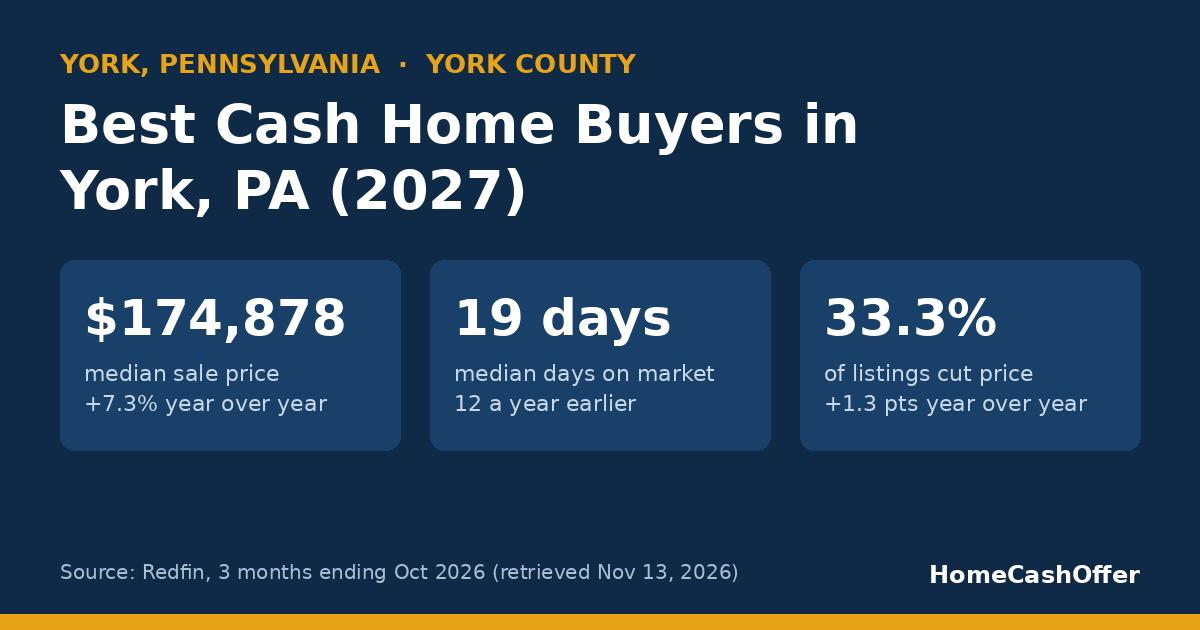 YORK, PENNSYLVANIA · YORK COUNTY
Best Cash Home Buyers in
York, PA (2027)
$174,878
median sale price
+7.3% year over year
19 days
median days on market
12 a year earlier
33.3%
of listings cut price
+1.3 pts year over year
Source: Redfin, 3 months ending Oct 2026 (retrieved Nov 13, 2026)
HomeCashOffer